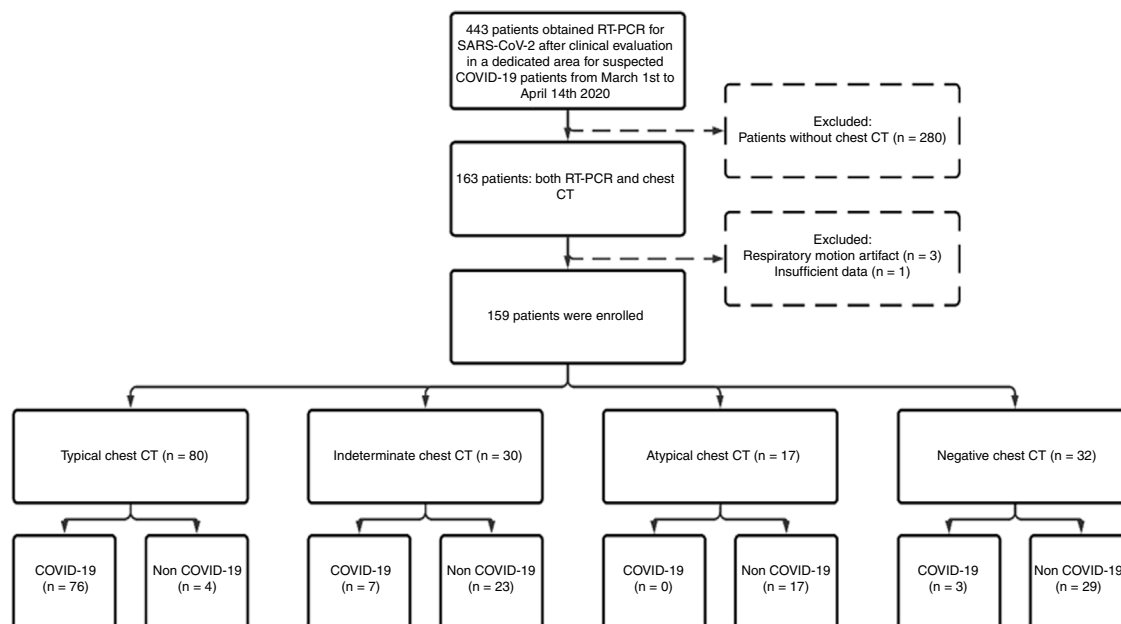 443 patients obtained RT-PCR for
SARS-CoV-2 after clinical evaluation
in a dedicated area for suspected
COVID-19 patients from March 1st to
April 14th 2020
Excluded:
Patients without chest CT (n = 280)
163 patients: both RT-PCR and chest
CT
Excluded:
Respiratory motion artifact (n = 3)
Insufficient data (n = 1)
159 patients were enrolled
Typical chest CT (n = 80)
Indeterminate chest CT (n = 30)
Atypical chest CT (n = 17)
Negative chest CT (n = 32)
COVID-19
(n = 76)
Non COVID-19
(n = 4)
COVID-19
(n = 7)
Non COVID-19
(n = 23)
COVID-19
(n = 0)
Non COVID-19
(n = 17)
COVID-19
(n = 3)
Non COVID-19
(n = 29)